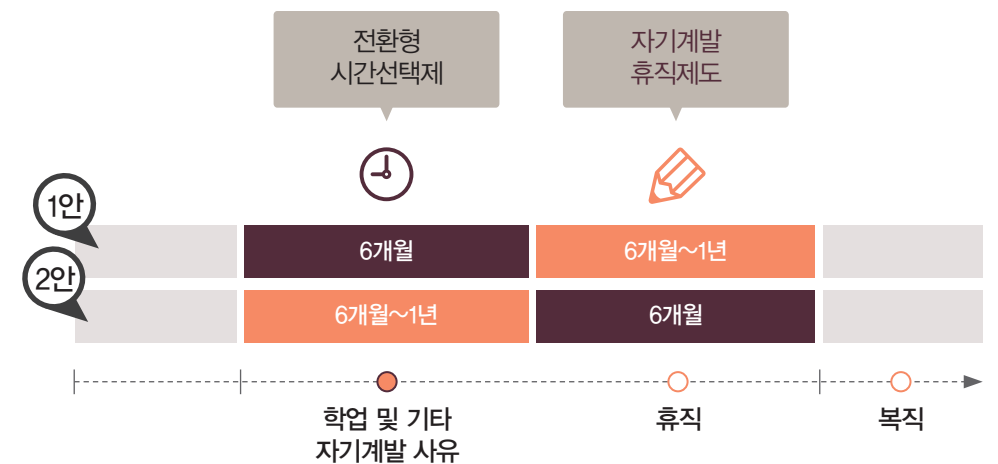 전환형
시간선택제
자기계발
휴직제도
1안
6개월
6개월~1년
2안
6개월~1년
6개월
학업 및 기타
자기계발 사유
휴직
복직